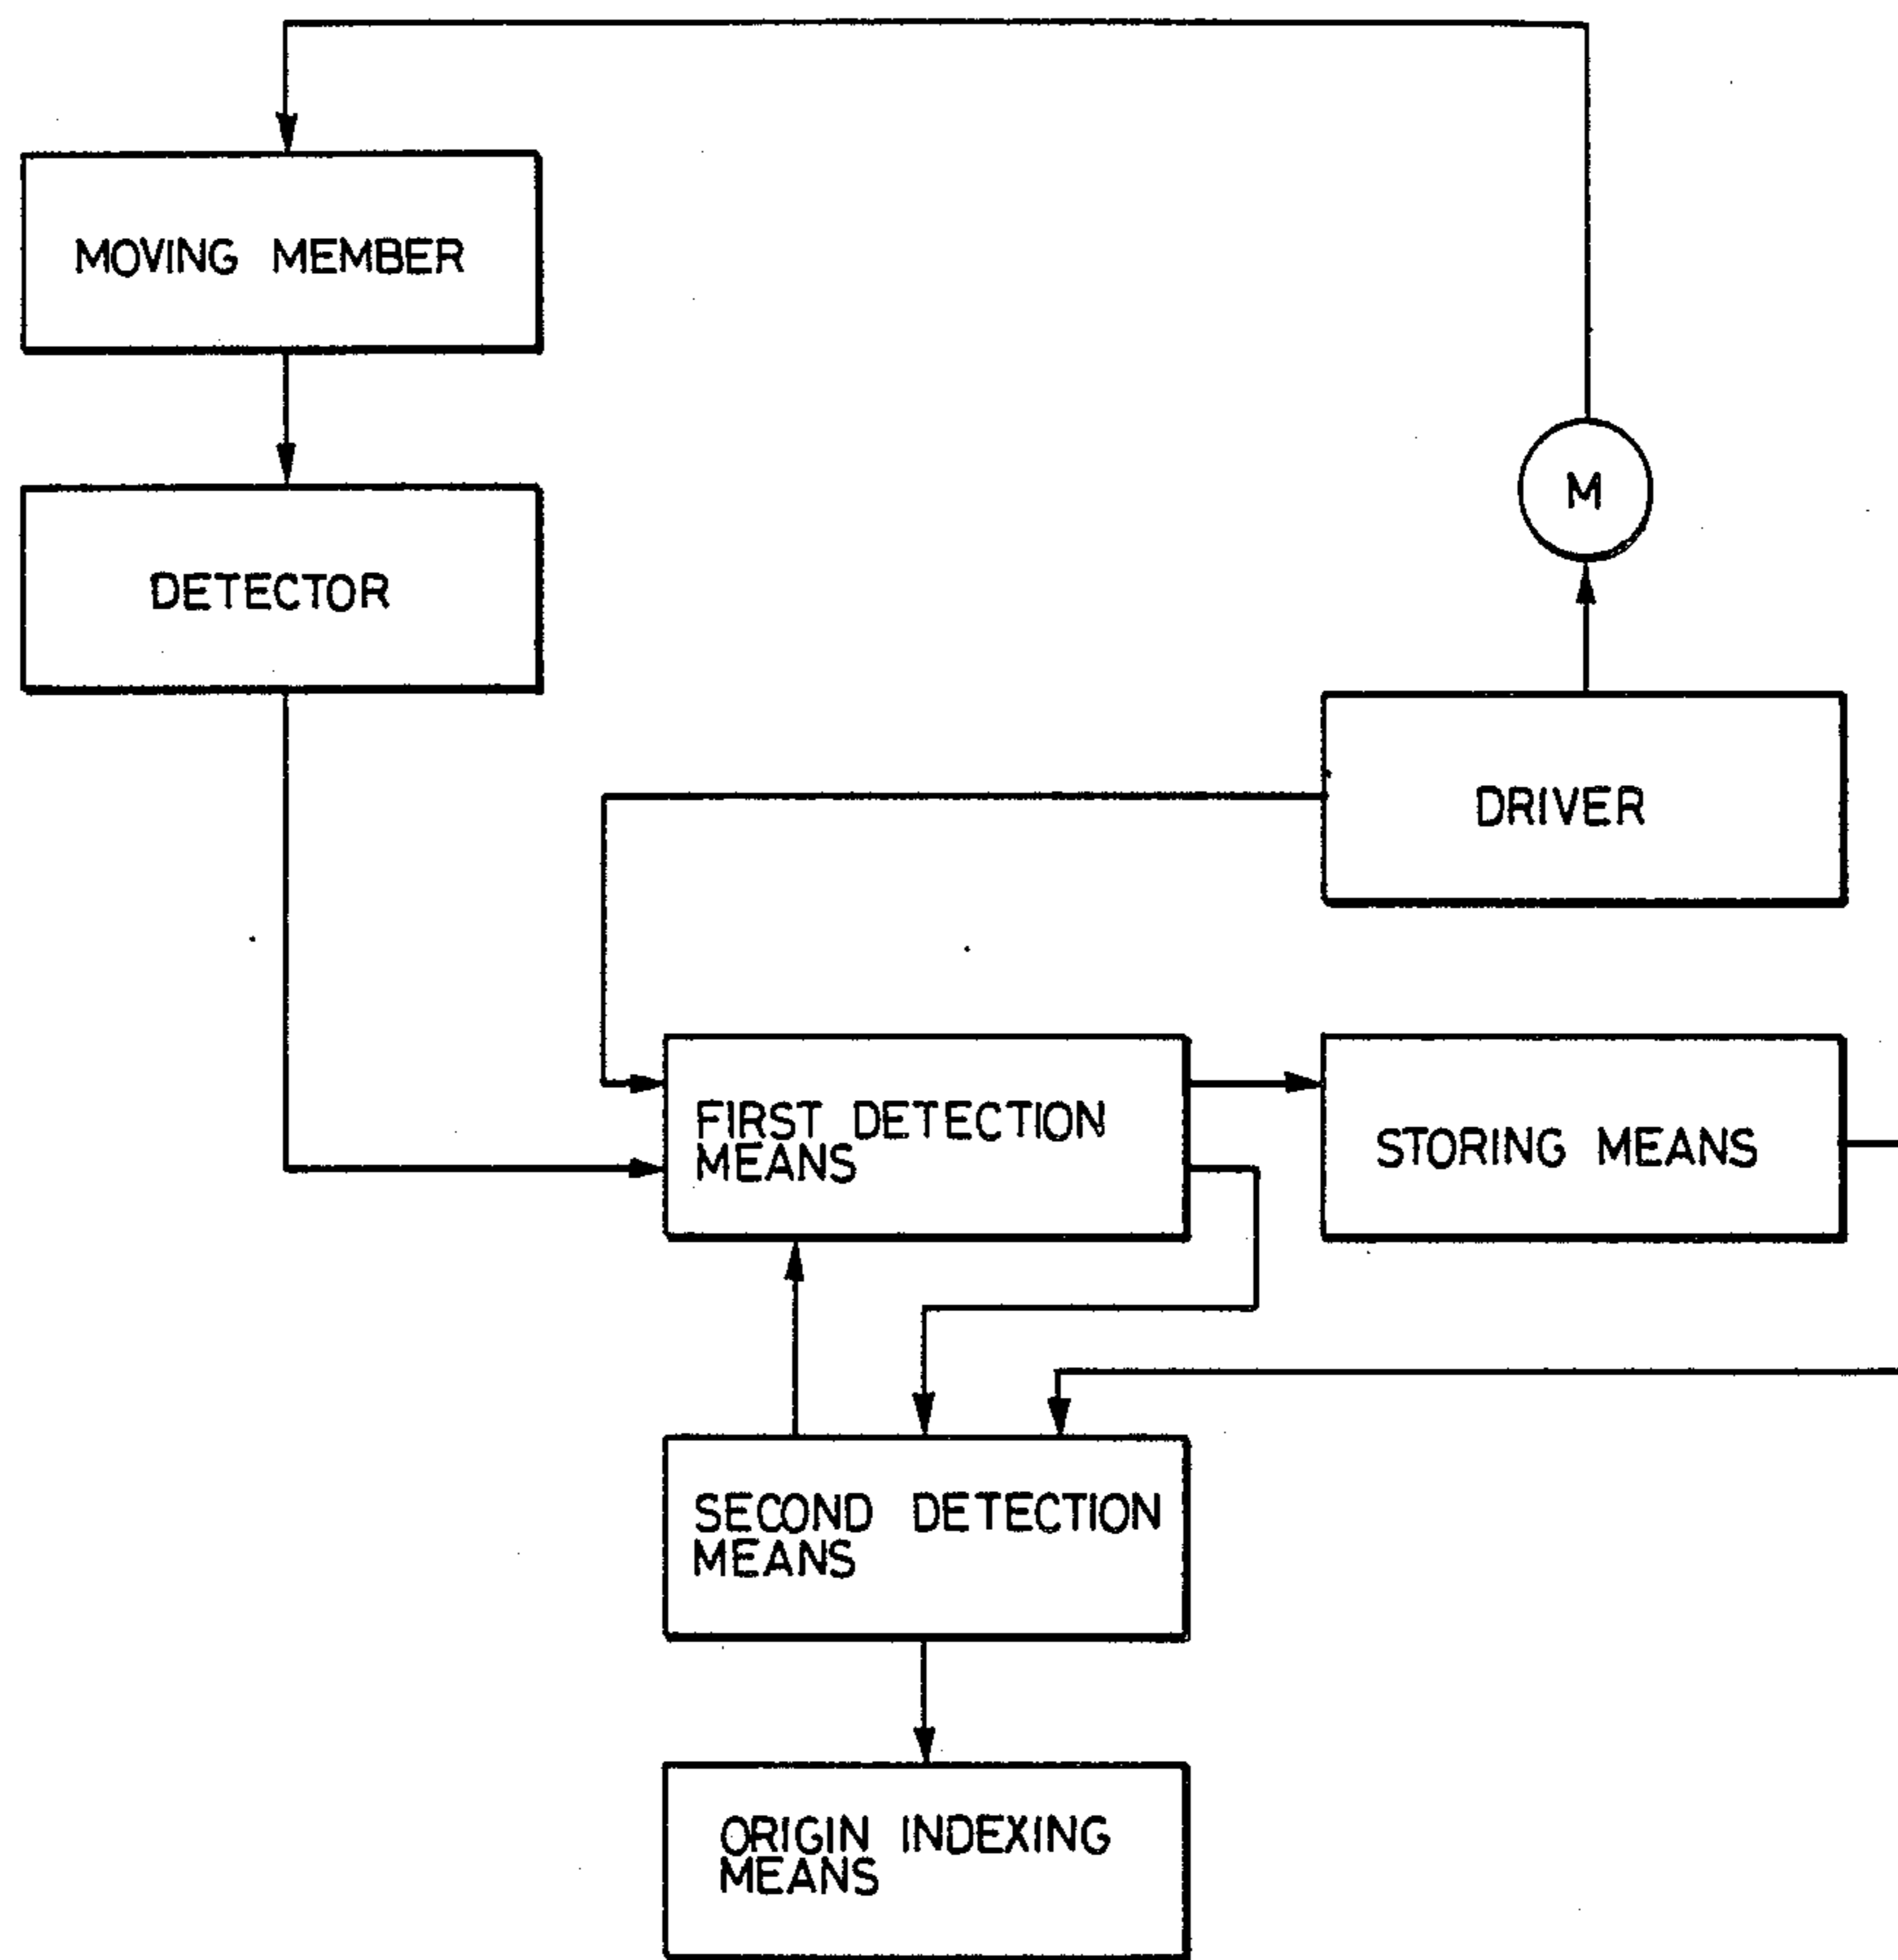 MOVING MEMBER
DETECTOR
M
DRIVER
FIRST DETECTION
MEANS
STORING MEANS
SECOND DETECTION
MEANS
ORIGIN INDEXING
MEANS